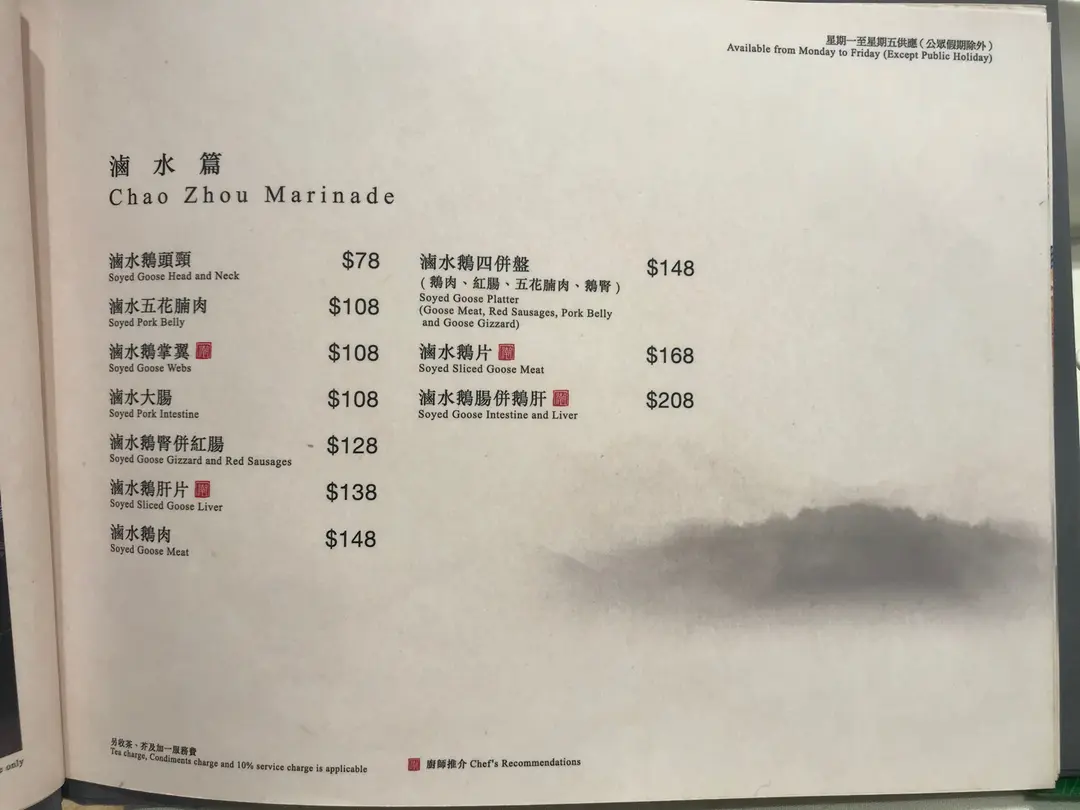 星期一至星期五供應 ( 公眾假期除外 )
Available from Monday to Friday (Except Public Holiday)
滷水篇
Chao Zhou Marinade
滷水鵝頭頸 $78
Soyed Goose Head and Neck
滷水五花腩肉 $108
Soyed Pork Belly
滷水鵝掌翼 $108
Soyed Goose Webs
滷水大腸 $108
Soyed Pork Intestine
滷水鵝腎併紅腸 $128
Soyed Goose Gizzard and Red Sausages
滷水鵝肝片 $138
Soyed Sliced Goose Liver
滷水鵝肉 $148
Soyed Goose Meat
滷水鵝四併盤 $148
( 鵝肉、紅腸、五花腩肉、鵝腎 )
Soyed Goose Platter
(Goose Meat, Red Sausages, Pork Belly
and Goose Gizzard)
滷水鵝片 $168
Soyed Sliced Goose Meat
滷水鵝腸併鵝肝 $208
Soyed Goose Intestine and Liver
另收茶、芥及加一服務費
Tea charge, Condiments charge and 10% service charge is applicable
廚師推介 Chef's Recommendations
only